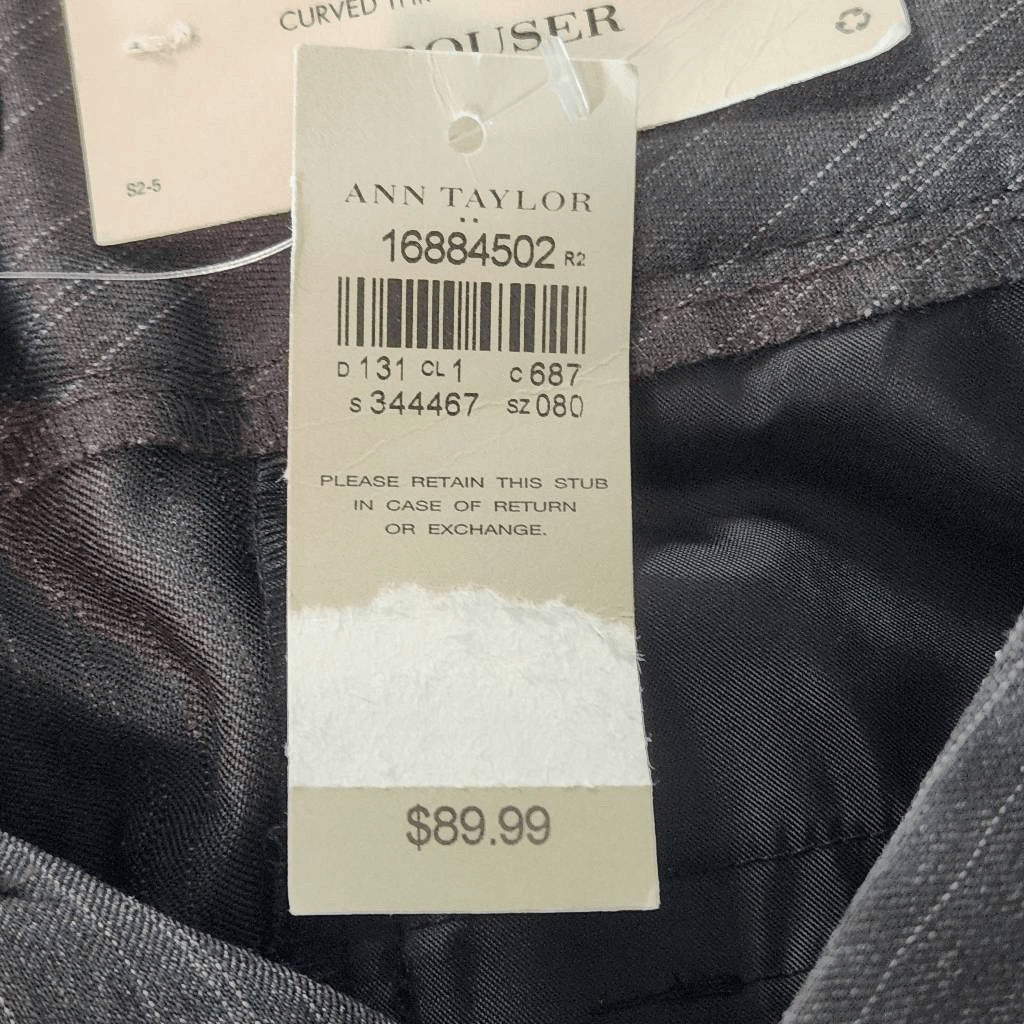 CURVED
TROUSER
S2-5
ANN TAYLOR
16884502 R2
D 131 CL 1 C 687
S 344467 SZ 080
PLEASE RETAIN THIS STUB
IN CASE OF RETURN
OR EXCHANGE.
$89.99